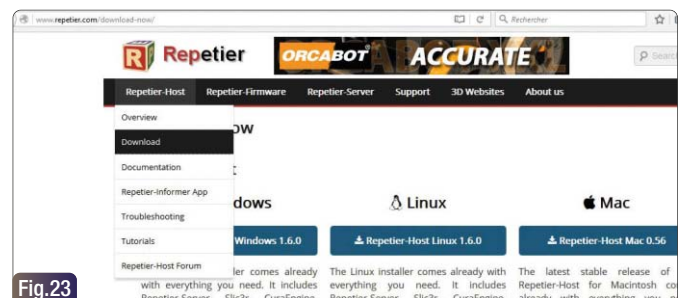 www.repetier.com/download-now/
Rechercher
R Repetier
ORCABOT ACCURATE
Search
Repetier-Host Repetier-Firmware Repetier-Server Support 3D Websites About us
Overview
Download
Documentation
Repetier-Informer App
Troubleshooting
Tutorials
Repetier-Host Forum
ow
dows
Linux
Mac
Windows 1.6.0
Repetier-Host Linux 1.6.0
Repetier-Host Mac 0.56
ler comes already
with everything you need. It includes
The Linux installer comes already with
everything you need. It includes
The latest stable release of
Repetier-Host for Macintosh co
Fig.23